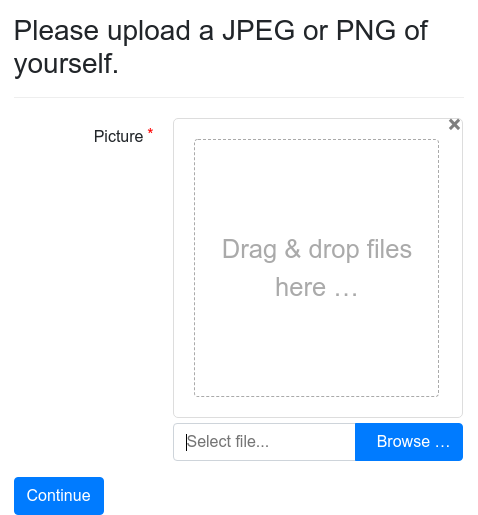 Please upload a JPEG or PNG of
yourself.
Picture *
×
Drag & drop files
here …
Select file...
Browse …
Continue